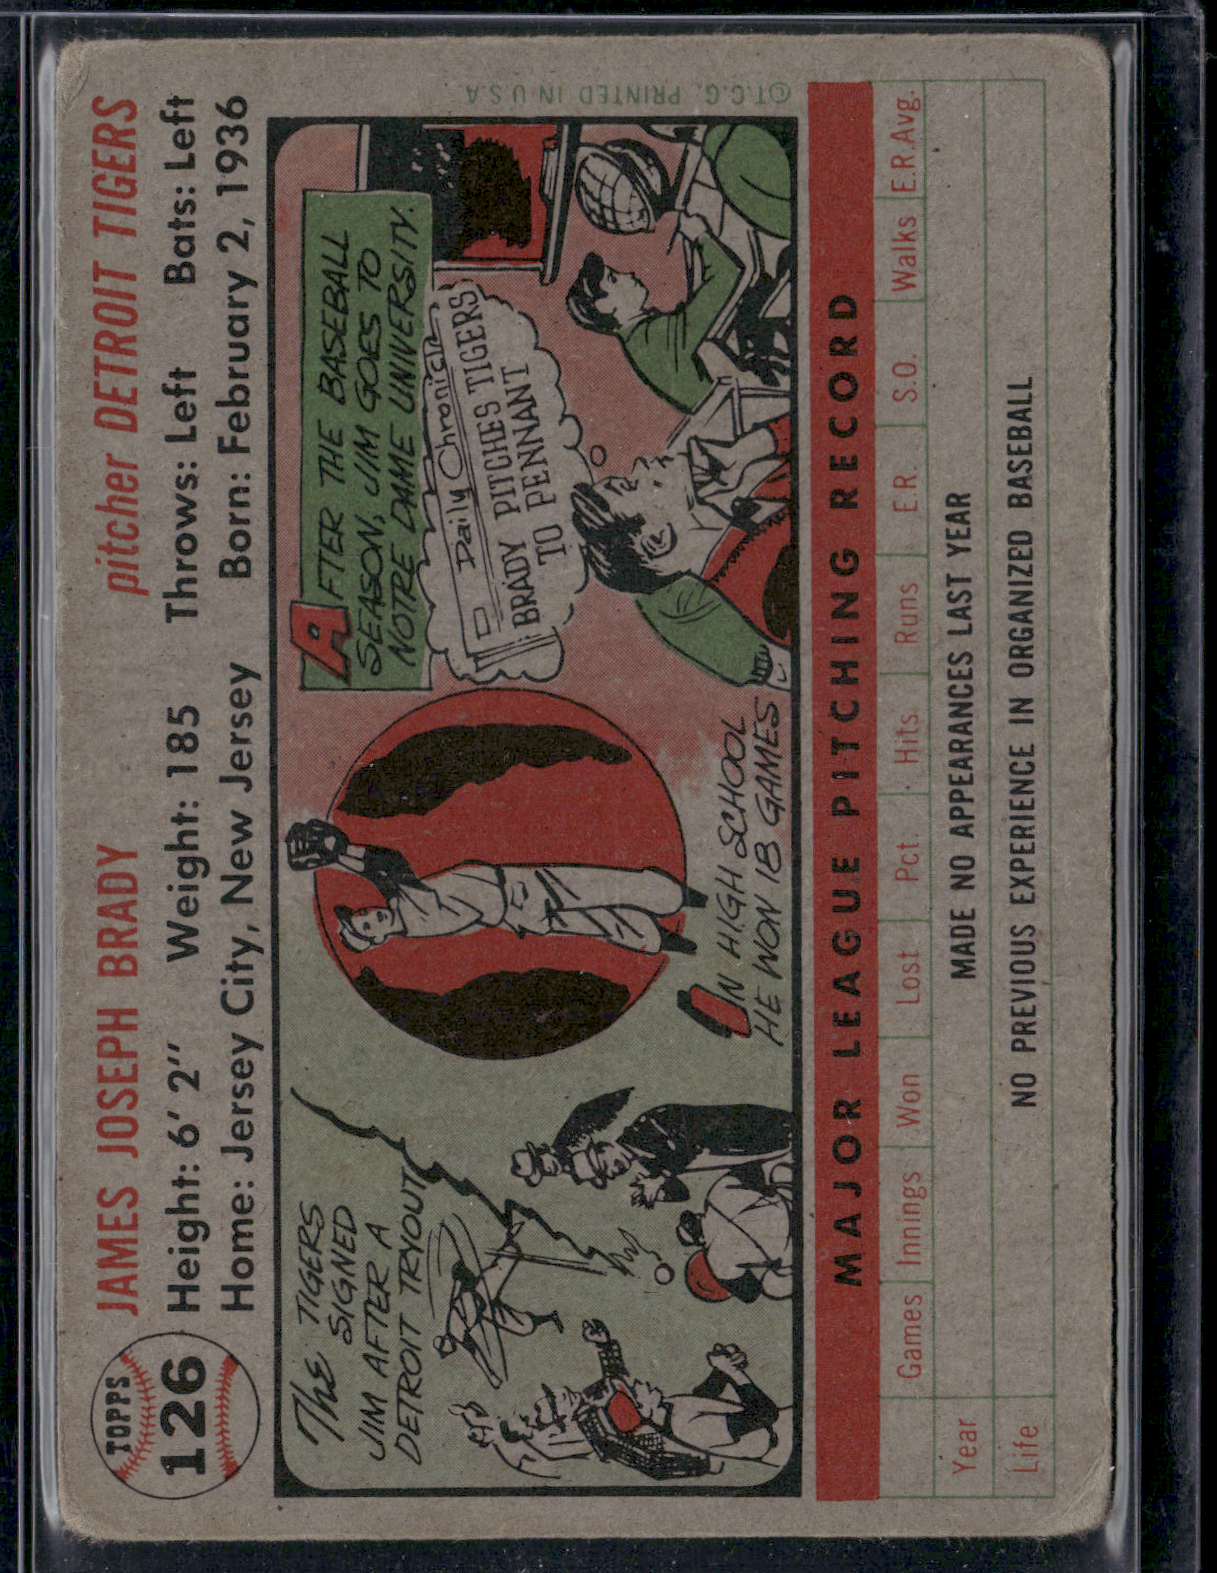 TOPPS
126
JAMES JOSEPH BRADY
pitcher DETROIT TIGERS
Height: 6' 2" Weight: 185 Throws: Left Bats: Left
Home: Jersey City, New Jersey Born: February 2, 1936
The TIGERS
SIGNED
JIM AFTER A
DETROIT TRYOUT
IN HIGH SCHOOL
HE WON 18 GAMES
AFTER THE BASEBALL
SEASON, JIM GOES TO
NOTRE DAME UNIVERSITY.
Daily Chronicle
BRADY PITCHES TIGERS
TO PENNANT
©T.C.G. PRINTED IN U.S.A
MAJOR LEAGUE PITCHING RECORD
Games Innings Won Lost Pct. Hits Runs E.R. S.O. Walks E.R.Avg.
Year MADE NO APPEARANCES LAST YEAR
Life NO PREVIOUS EXPERIENCE IN ORGANIZED BASEBALL